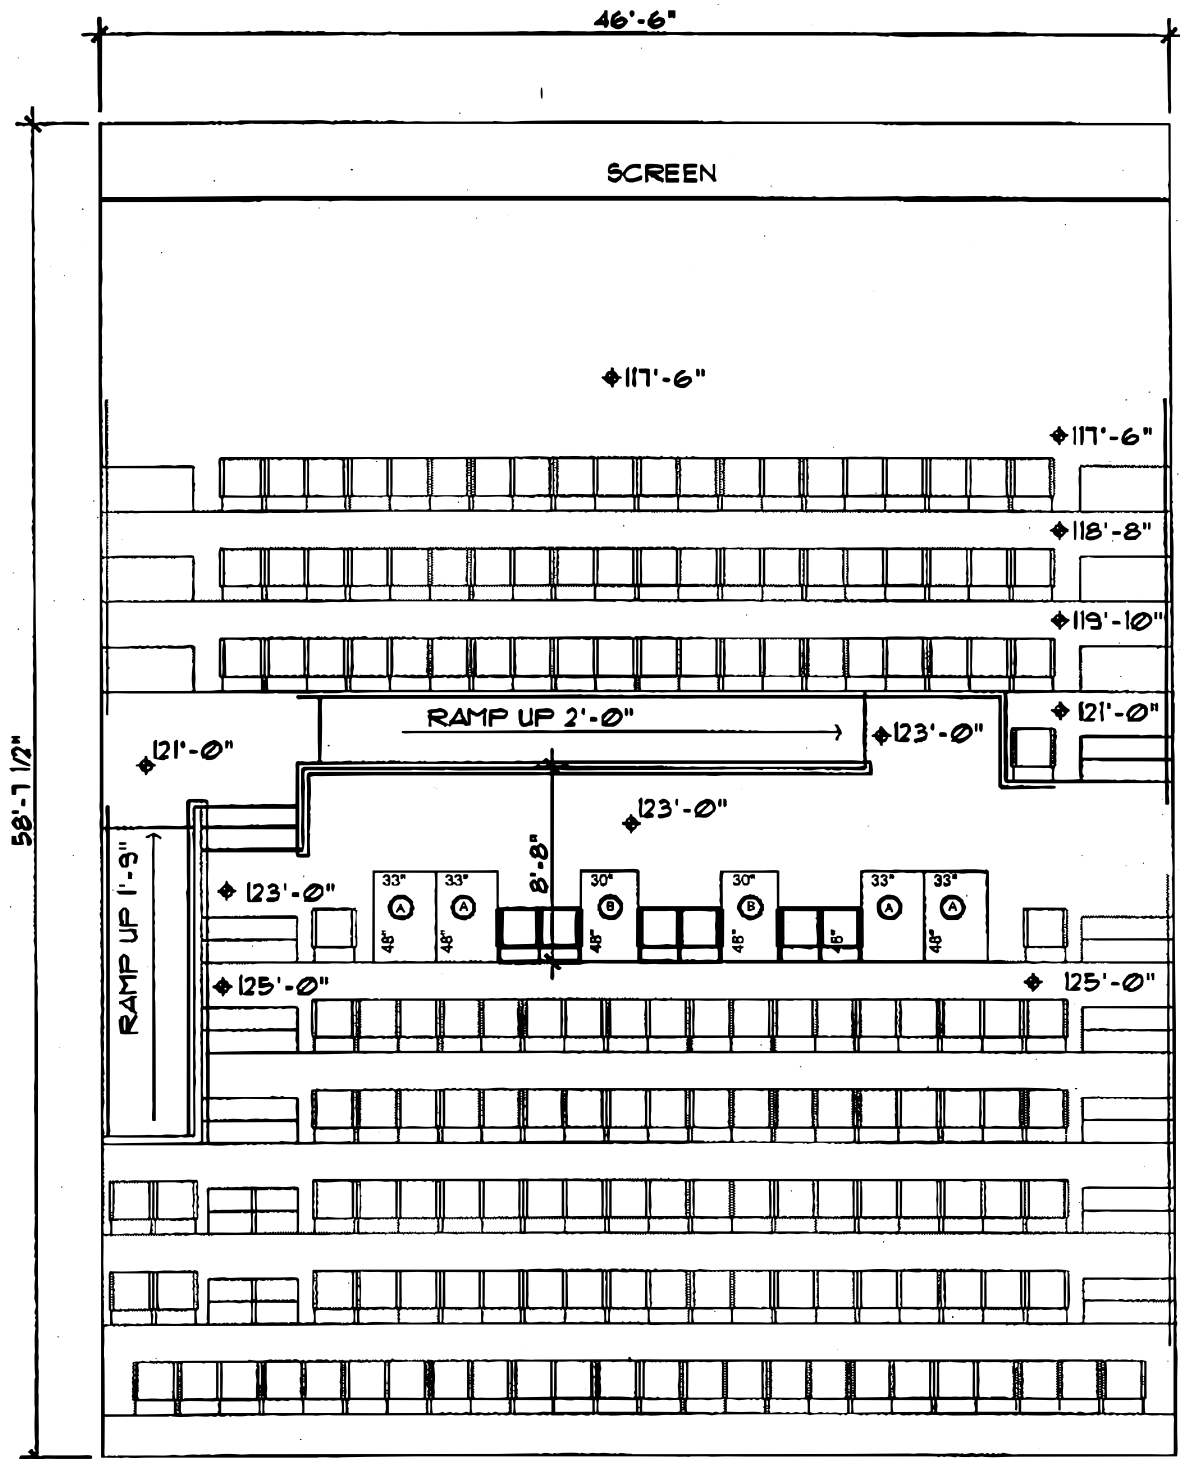 46'-6"
SCREEN
117'-6"
117'-6"
118'-8"
119'-10"
RAMP UP 2'-0"
121'-0"
123'-0"
121'-0"
58'-7 1/2"
123'-0"
8'-8"
RAMP UP 1'-9"
123'-0"
33" 33" 30" 30" 33" 33"
A A B B A A
48" 48" 48" 48" 48" 48"
125'-0" 125'-0"